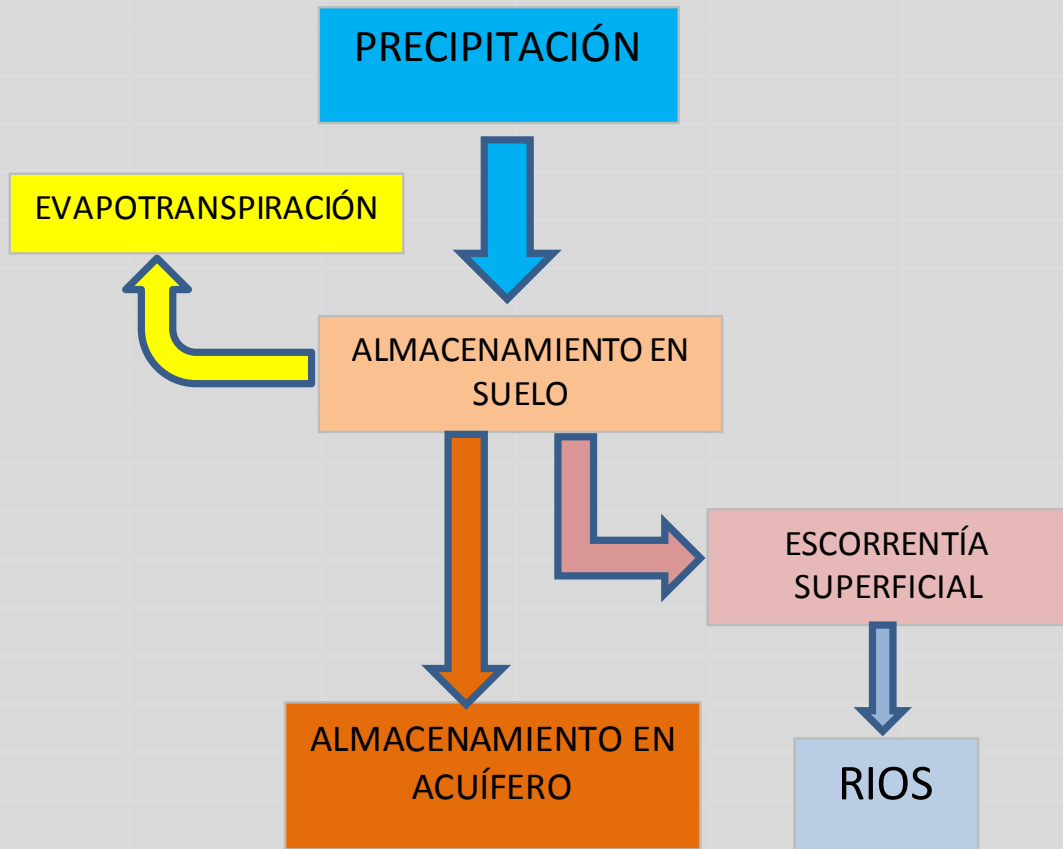 PRECIPITACIÓN
EVAPOTRANSPIRACIÓN
ALMACENAMIENTO EN
SUELO
ESCORRENTÍA
SUPERFICIAL
ALMACENAMIENTO EN
ACUÍFERO
RIOS